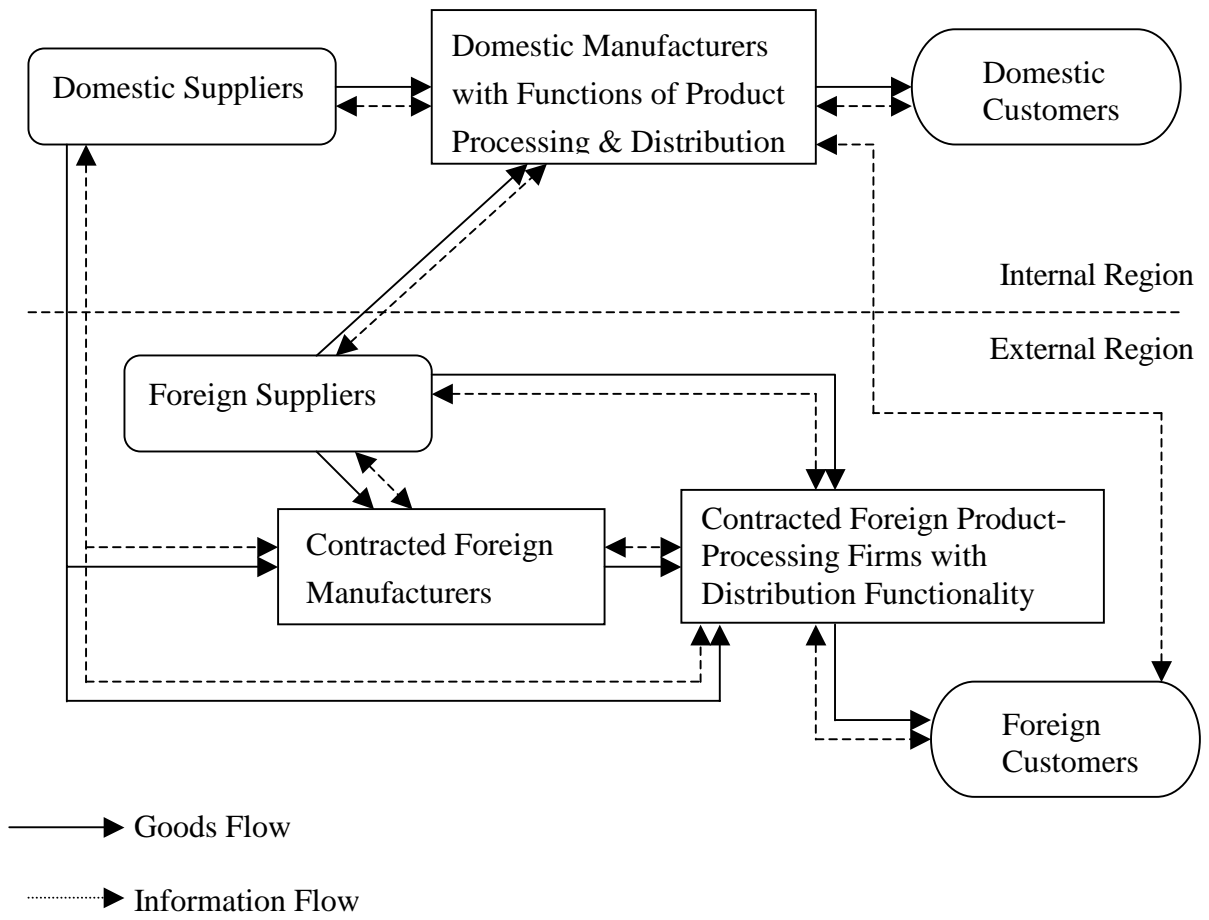 Domestic Suppliers
Domestic Manufacturers
with Functions of Product
Processing & Distribution
Domestic
Customers
Internal Region
External Region
Foreign Suppliers
Contracted Foreign
Manufacturers
Contracted Foreign Product-
Processing Firms with
Distribution Functionality
Foreign
Customers
Goods Flow
Information Flow